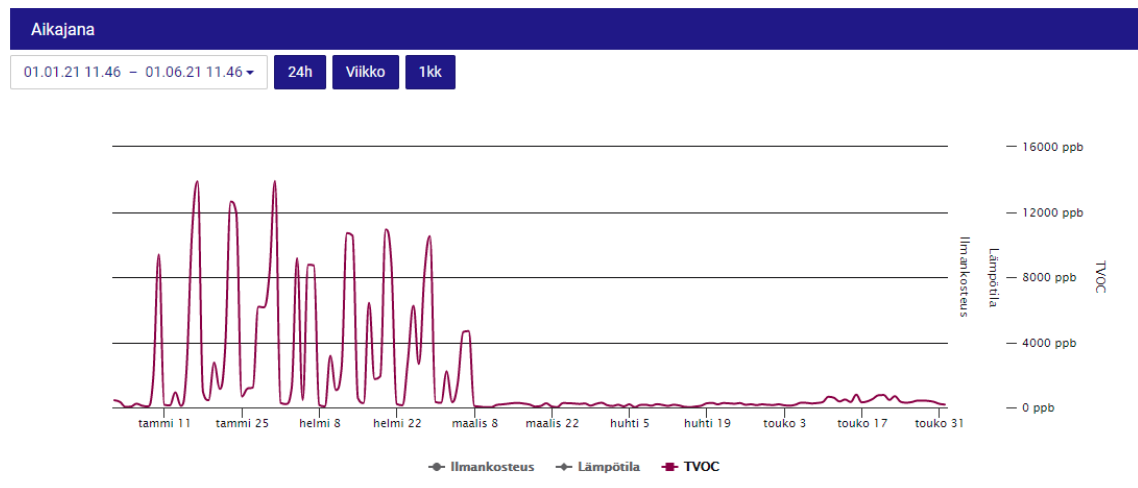 Aikajana
01.01.21 11.46 – 01.06.21 11.46
24h
Viikko
1kk
16000 ppb
12000 ppb
8000 ppb
4000 ppb
0 ppb
Ilmankosteus
Lämpötila
TVOC
tammi 11 tammi 25 helmi 8 helmi 22 maalis 8 maalis 22 huhti 5 huhti 19 touko 3 touko 17 touko 31
Ilmankosteus Lämpötila TVOC